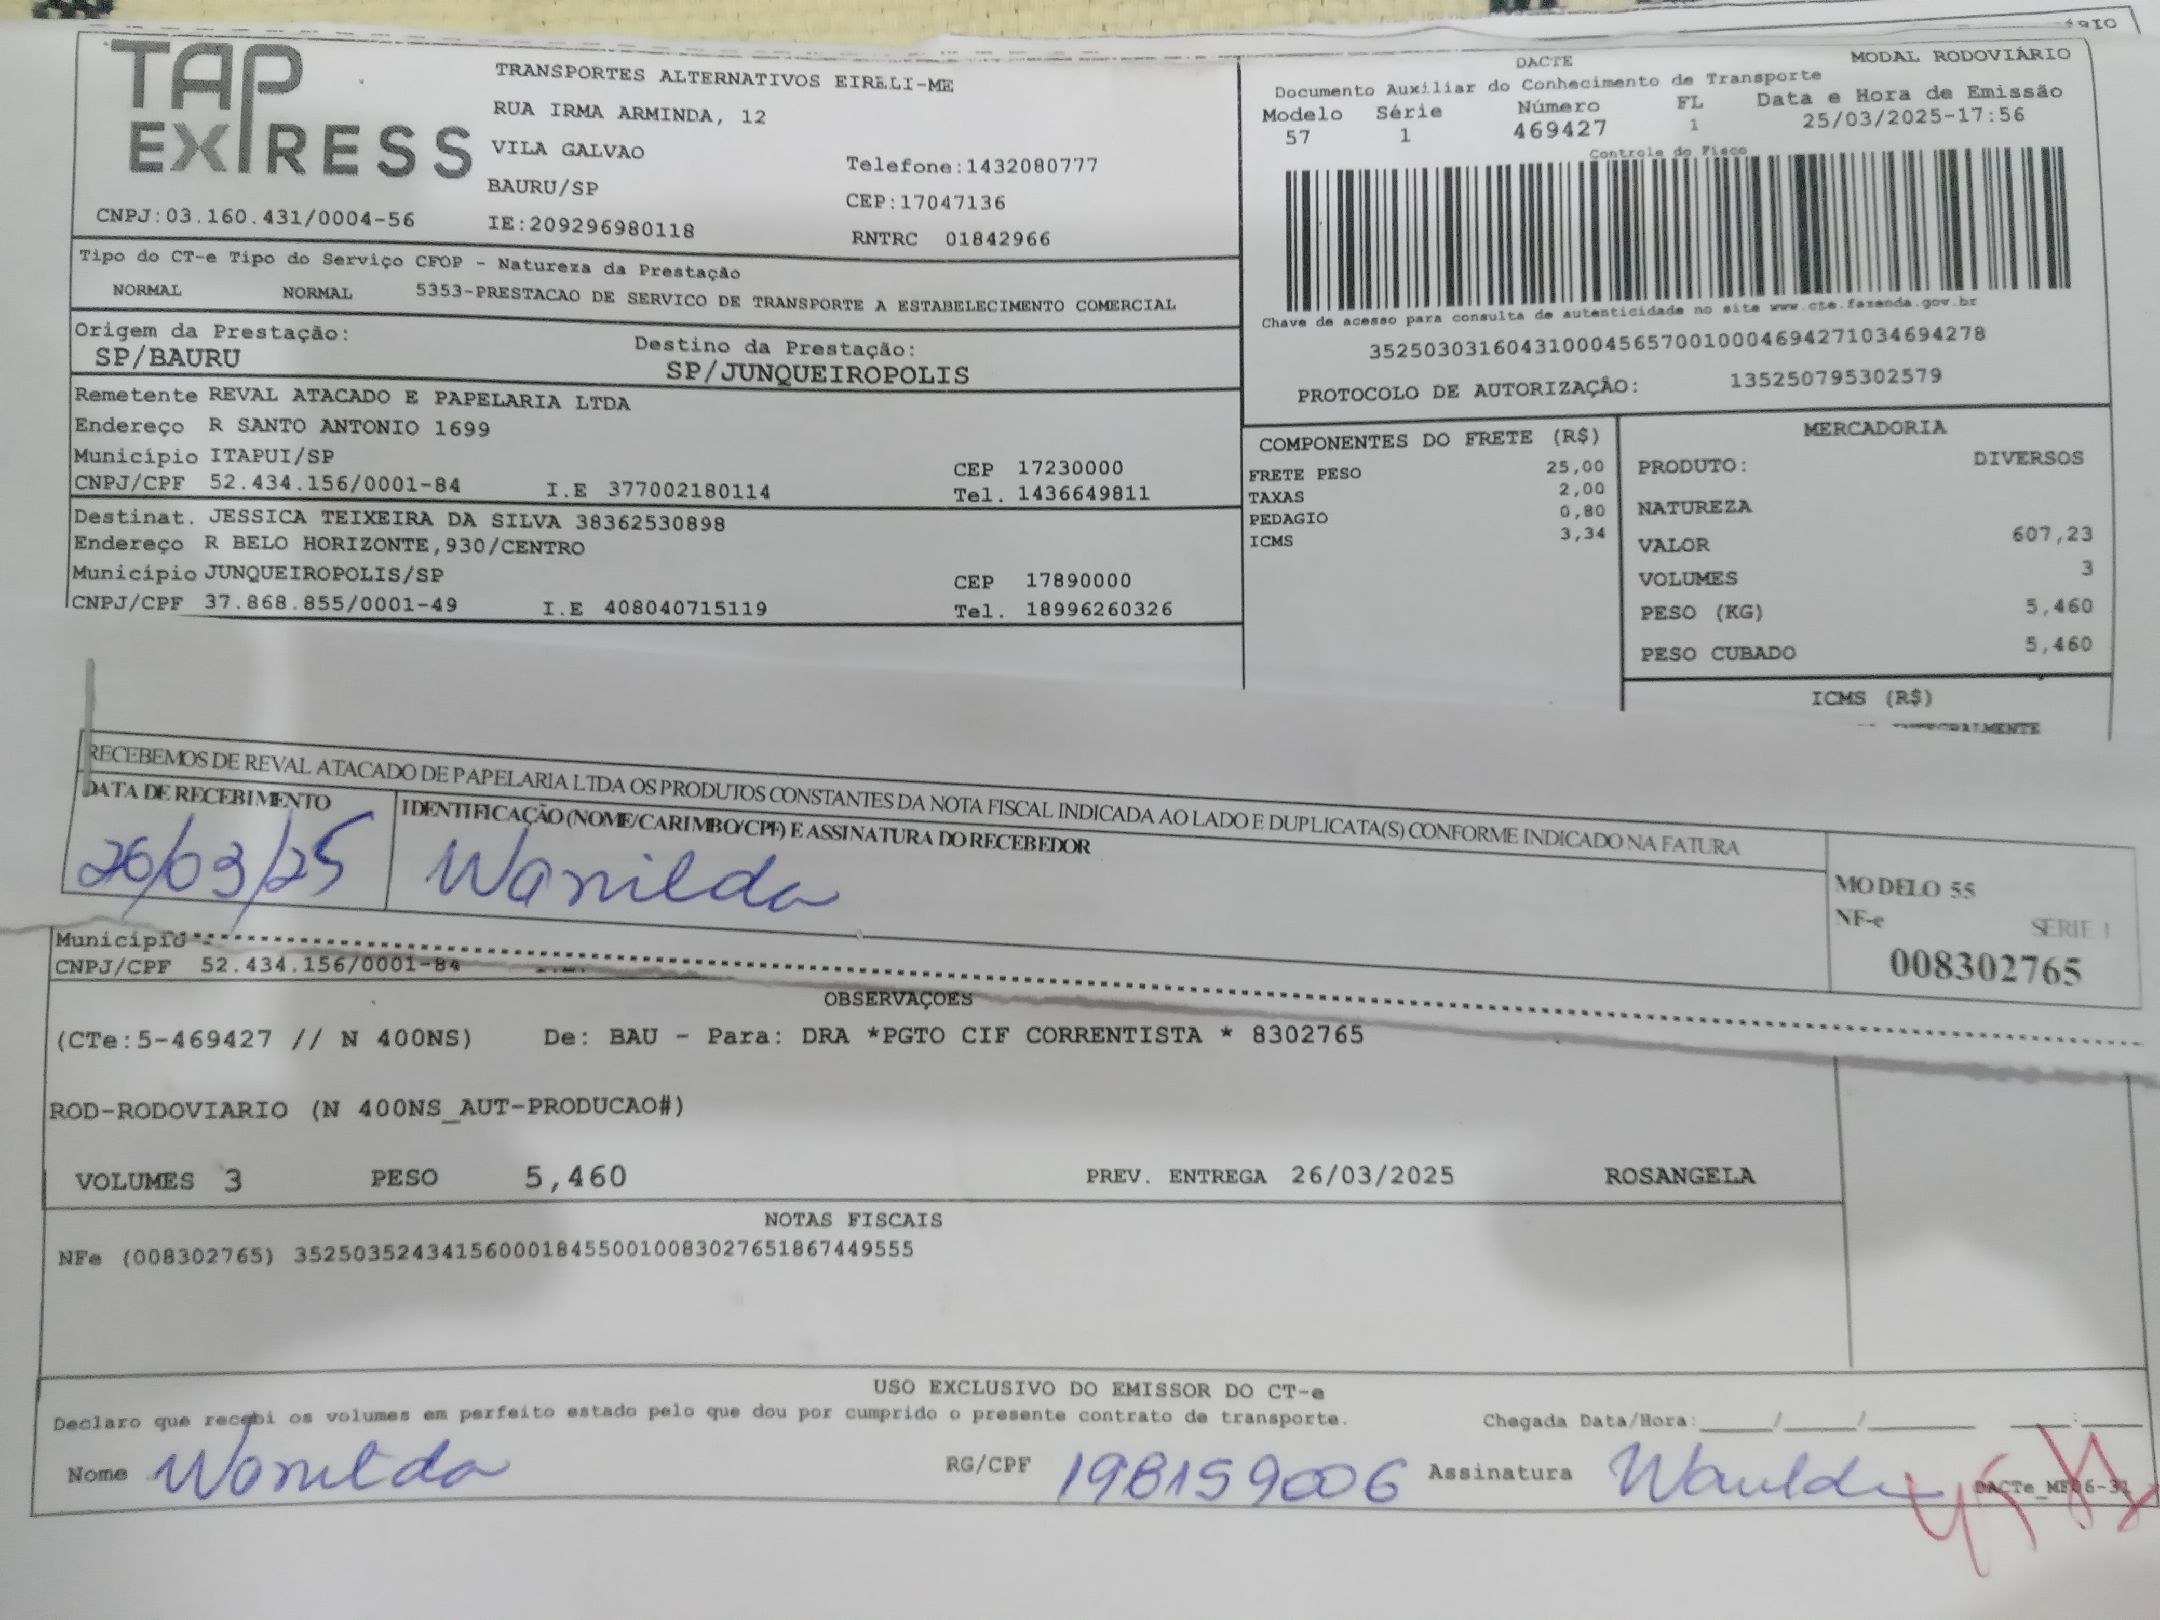 TAP EXPRESS
TRANSPORTES ALTERNATIVOS EIRELI-ME
RUA IRMA ARMINDA, 12
VILA GALVAO
Telefone:1432080777
BAURU/SP
CEP:17047136
CNPJ:03.160.431/0004-56
IE:209296980118
RNTRC 01842966
DACTE
MODAL RODOVIÁRIO
Documento Auxiliar do Conhecimento de Transporte
Modelo Série Número FL Data e Hora de Emissão
57 1 469427 1 25/03/2025-17:56
Controle do Fisco
Chave de acesso para consulta de autenticidade no site www.cte.fazenda.gov.br
35250303160431000456570010004694271034694278
PROTOCOLO DE AUTORIZAÇÃO: 135250795302579
Tipo do CT-e Tipo do Serviço CFOP - Natureza da Prestação
NORMAL NORMAL 5353-PRESTACAO DE SERVICO DE TRANSPORTE A ESTABELECIMENTO COMERCIAL
Origem da Prestação:
SP/BAURU
Destino da Prestação:
SP/JUNQUEIROPOLIS
Remetente REVAL ATACADO E PAPELARIA LTDA
Endereço R SANTO ANTONIO 1699
Município ITAPUI/SP
CEP 17230000
CNPJ/CPF 52.434.156/0001-84 I.E 377002180114 Tel. 1436649811
Destinat. JESSICA TEIXEIRA DA SILVA 38362530898
Endereço R BELO HORIZONTE,930/CENTRO
Município JUNQUEIROPOLIS/SP CEP 17890000
CNPJ/CPF 37.868.855/0001-49 I.E 408040715119 Tel. 18996260326
COMPONENTES DO FRETE (R$)
FRETE PESO 25,00
TAXAS 2,00
PEDAGIO 0,80
ICMS 3,34
MERCADORIA
PRODUTO: DIVERSOS
NATUREZA
VALOR 607,23
VOLUMES 3
PESO (KG) 5,460
PESO CUBADO 5,460
ICMS (R$)
RECEBEMOS DE REVAL ATACADO DE PAPELARIA LTDA OS PRODUTOS CONSTANTES DA NOTA FISCAL INDICADA AO LADO E DUPLICATA(S) CONFORME INDICADO NA FATURA
DATA DE RECEBIMENTO
IDENTIFICAÇÃO (NOME/CARIMBO/CPF) E ASSINATURA DO RECEBEDOR
26/03/25
Wanilda
MODELO 55
NF-e SERIE 1
008302765
Município
CNPJ/CPF 52.434.156/0001-84
OBSERVAÇOES
(CTe:5-469427 // N 400NS) De: BAU - Para: DRA *PGTO CIF CORRENTISTA * 8302765
ROD-RODOVIARIO (N 400NS_AUT-PRODUCAO#)
VOLUMES 3 PESO 5,460 PREV. ENTREGA 26/03/2025 ROSANGELA
NOTAS FISCAIS
NFe (008302765) 35250352434156000184550010083027651867449555
USO EXCLUSIVO DO EMISSOR DO CT-e
Declaro que recebi os volumes em perfeito estado pelo que dou por cumprido o presente contrato de transporte.
Chegada Data/Hora:____/____/______ ___:___
Nome Wanilda RG/CPF 198159006 Assinatura Wanilda